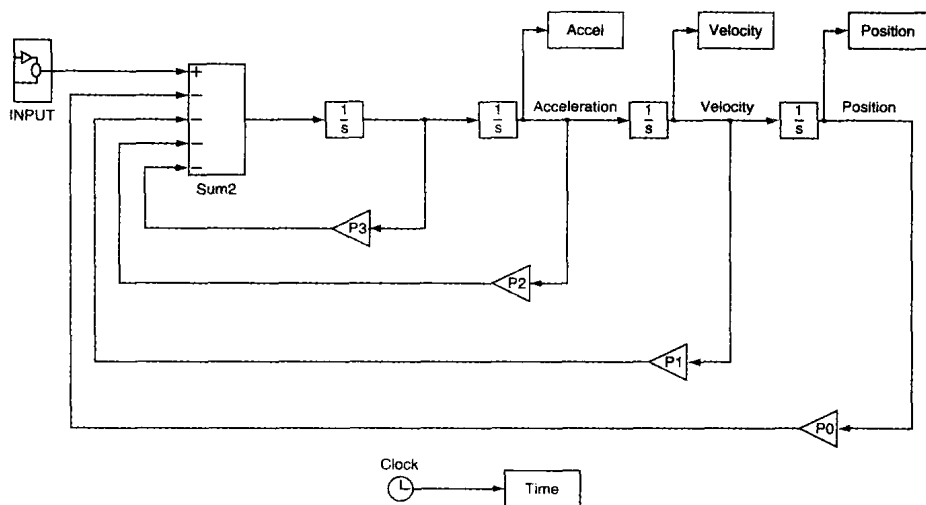 Accel
Velocity
Position
INPUT
+
−
−
−
−
Sum2
1
s
1
s
Acceleration
1
s
Velocity
1
s
Position
P3
P2
P1
P0
Clock
Time